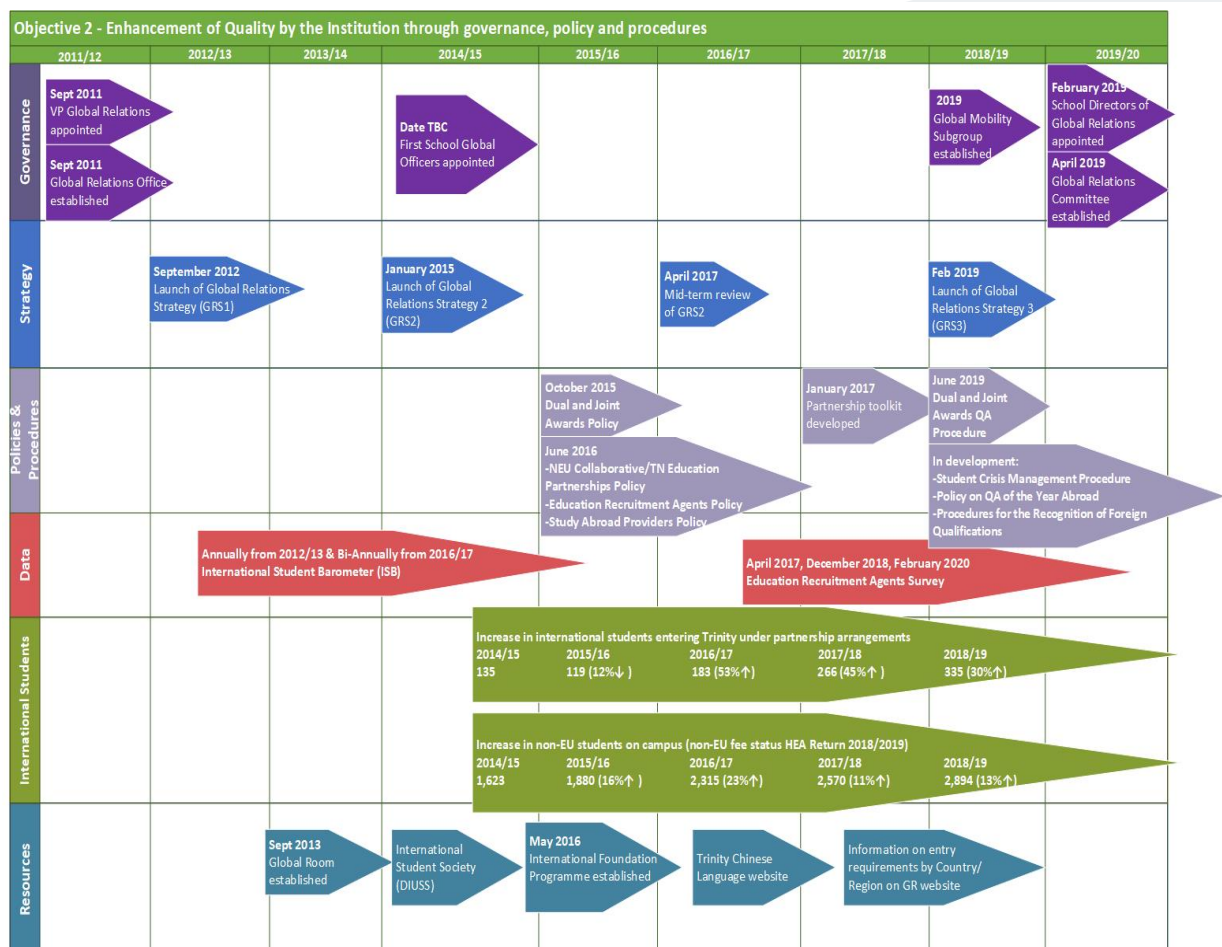 Objective 2 - Enhancement of Quality by the Institution through governance, policy and procedures
2011/12
2012/13
2013/14
2014/15
2015/16
2016/17
2017/18
2018/19
2019/20
Governance
Sept 2011
VP Global Relations
appointed
Sept 2011
Global Relations Office
established
Date TBC
First School Global
Officers appointed
2019
Global Mobility
Subgroup
established
February 2019
School Directors of
Global Relations
appointed
April 2019
Global Relations
Committee
established
Strategy
September 2012
Launch of Global Relations
Strategy (GRS1)
January 2015
Launch of Global
Relations Strategy 2
(GRS2)
April 2017
Mid-term review
of GRS2
Feb 2019
Launch of Global
Relations Strategy 3
(GRS3)
Policies &
Procedures
October 2015
Dual and Joint
Awards Policy
June 2016
-NEU Collaborative/TN Education
Partnerships Policy
-Education Recruitment Agents Policy
-Study Abroad Providers Policy
January 2017
Partnership toolkit
developed
June 2019
Dual and Joint
Awards QA
Procedure
In development:
-Student Crisis Management Procedure
-Policy on QA of the Year Abroad
-Procedures for the Recognition of Foreign
Qualifications
Data
Annually from 2012/13 & Bi-Annually from 2016/17
International Student Barometer (ISB)
April 2017, December 2018, February 2020
Education Recruitment Agents Survey
International Students
Increase in international students entering Trinity under partnership arrangements
2014/15 2015/16 2016/17 2017/18 2018/19
135 119 (12%↓ ) 183 (53%↑) 266 (45%↑ ) 335 (30%↑)
Increase in non-EU students on campus (non-EU fee status HEA Return 2018/2019)
2014/15 2015/16 2016/17 2017/18 2018/19
1,623 1,880 (16%↑ ) 2,315 (23%↑) 2,570 (11%↑) 2,894 (13%↑)
Resources
Sept 2013
Global Room
established
International
Student Society
(DIUSS)
May 2016
International Foundation
Programme established
Trinity Chinese
Language website
Information on entry
requirements by Country/
Region on GR website